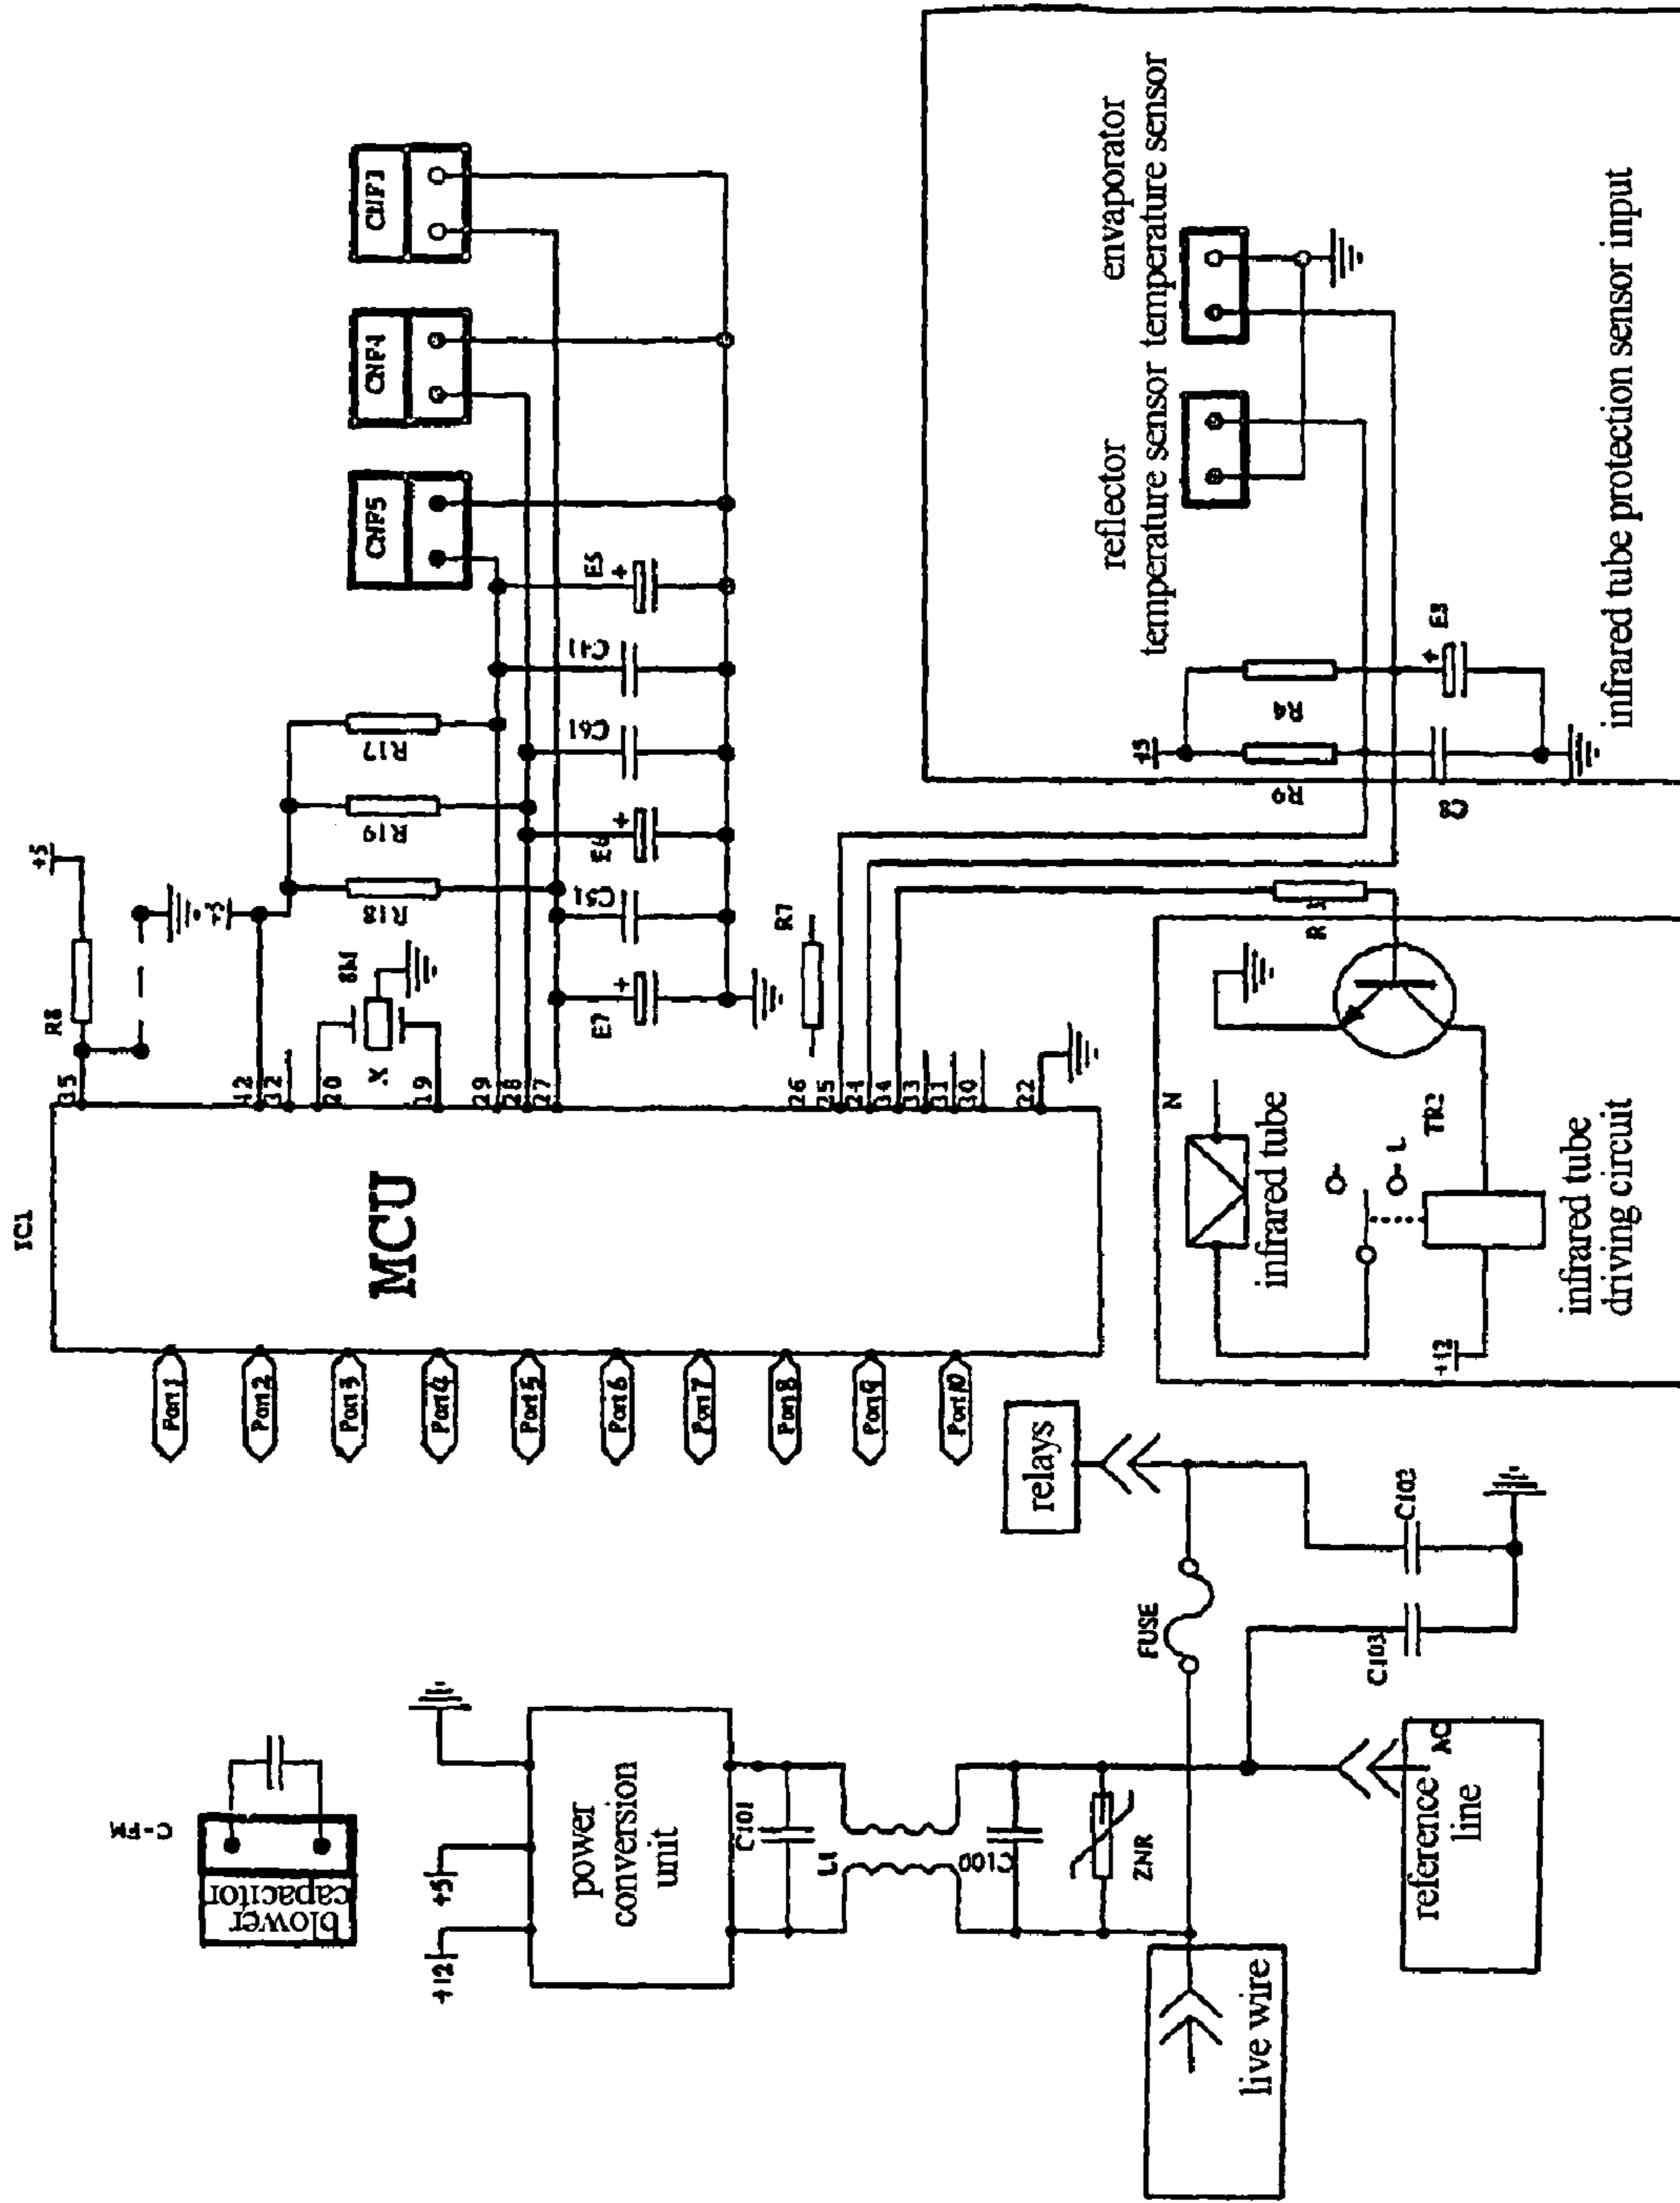 IC1
MCU
Port1
Port2
Port3
Port4
Port5
Port6
Port7
Port8
Port9
Port10
35
R8
+5
42
32
+5
20
X
8M
19
29
28
27
R17
R19
R18
CNF5
CNF4
CNF3
E7
C51
E6
C61
C41
E5
26
R7
25
24
34
33
31
30
22
C-FM
blower
capacitor
+12
+5
power
conversion
unit
C101
L1
C100
ZNR
live wire
FUSE
relays
C103
C102
AC
reference
line
N
infrared tube
L
TR2
+12
infrared tube
driving circuit
reflector
temperature sensor
envaporator
temperature sensor
+5
R9
R4
C8
E3
infrared tube protection sensor input